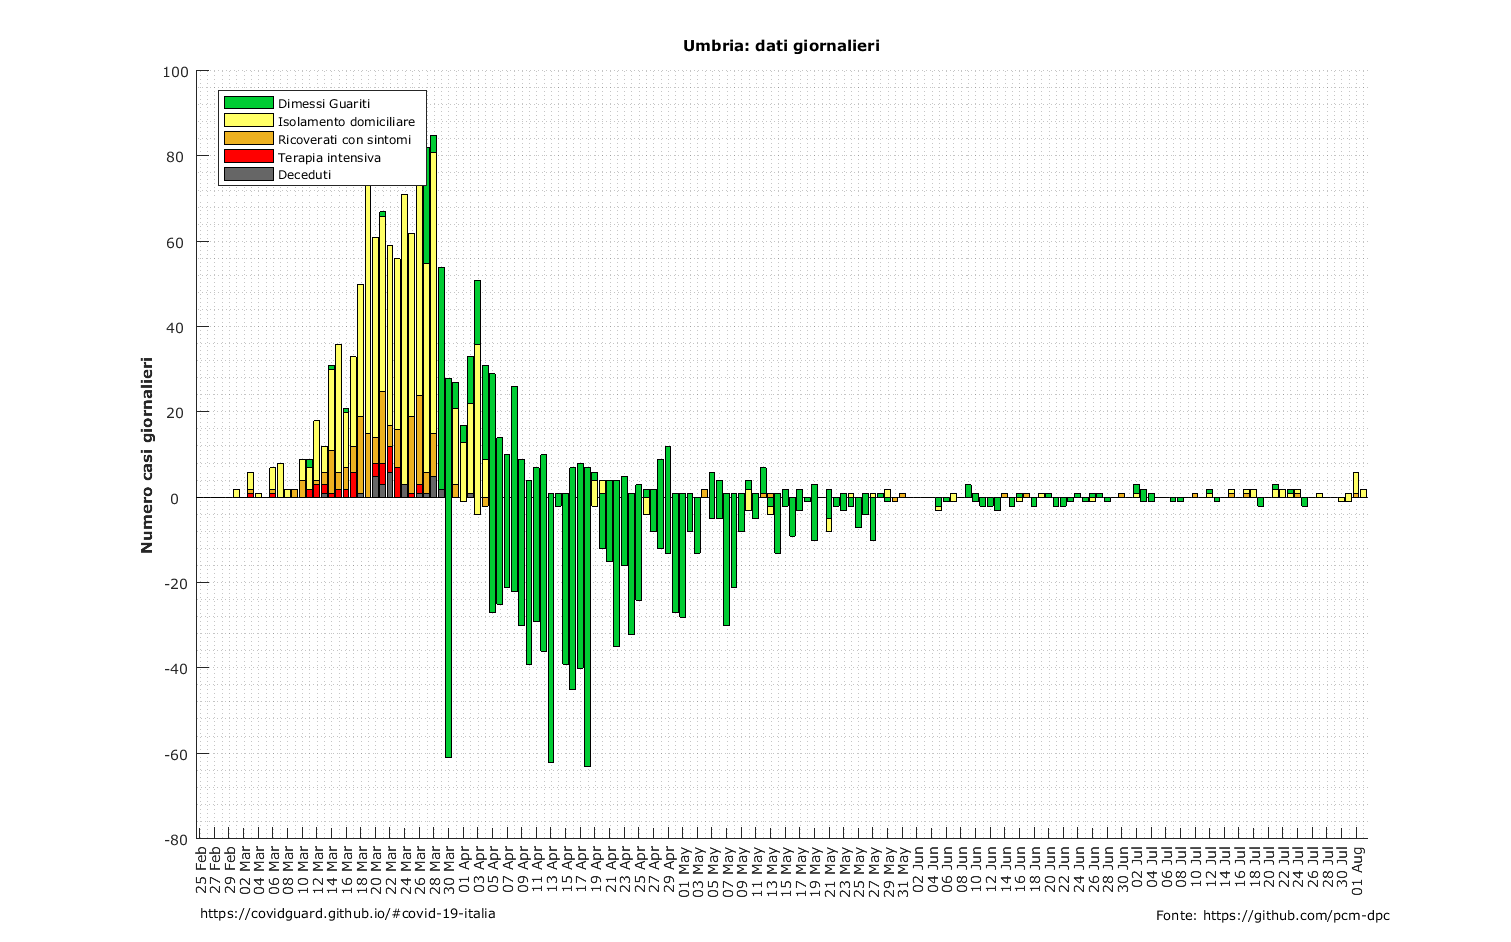 Umbria: dati giornalieri
100
80
60
40
20
0
-20
-40
-60
-80
Numero casi giornalieri
Dimessi Guariti
Isolamento domiciliare
Ricoverati con sintomi
Terapia intensiva
Deceduti
25 Feb
27 Feb
29 Feb
02 Mar
04 Mar
06 Mar
08 Mar
10 Mar
12 Mar
14 Mar
16 Mar
18 Mar
20 Mar
22 Mar
24 Mar
26 Mar
28 Mar
30 Mar
01 Apr
03 Apr
05 Apr
07 Apr
09 Apr
11 Apr
13 Apr
15 Apr
17 Apr
19 Apr
21 Apr
23 Apr
25 Apr
27 Apr
29 Apr
01 May
03 May
05 May
07 May
09 May
11 May
13 May
15 May
17 May
19 May
21 May
23 May
25 May
27 May
29 May
31 May
02 Jun
04 Jun
06 Jun
08 Jun
10 Jun
12 Jun
14 Jun
16 Jun
18 Jun
20 Jun
22 Jun
24 Jun
26 Jun
28 Jun
30 Jun
02 Jul
04 Jul
06 Jul
08 Jul
10 Jul
12 Jul
14 Jul
16 Jul
18 Jul
20 Jul
22 Jul
24 Jul
26 Jul
28 Jul
30 Jul
01 Aug
https://covidguard.github.io/#covid-19-italia
Fonte: https://github.com/pcm-dpc